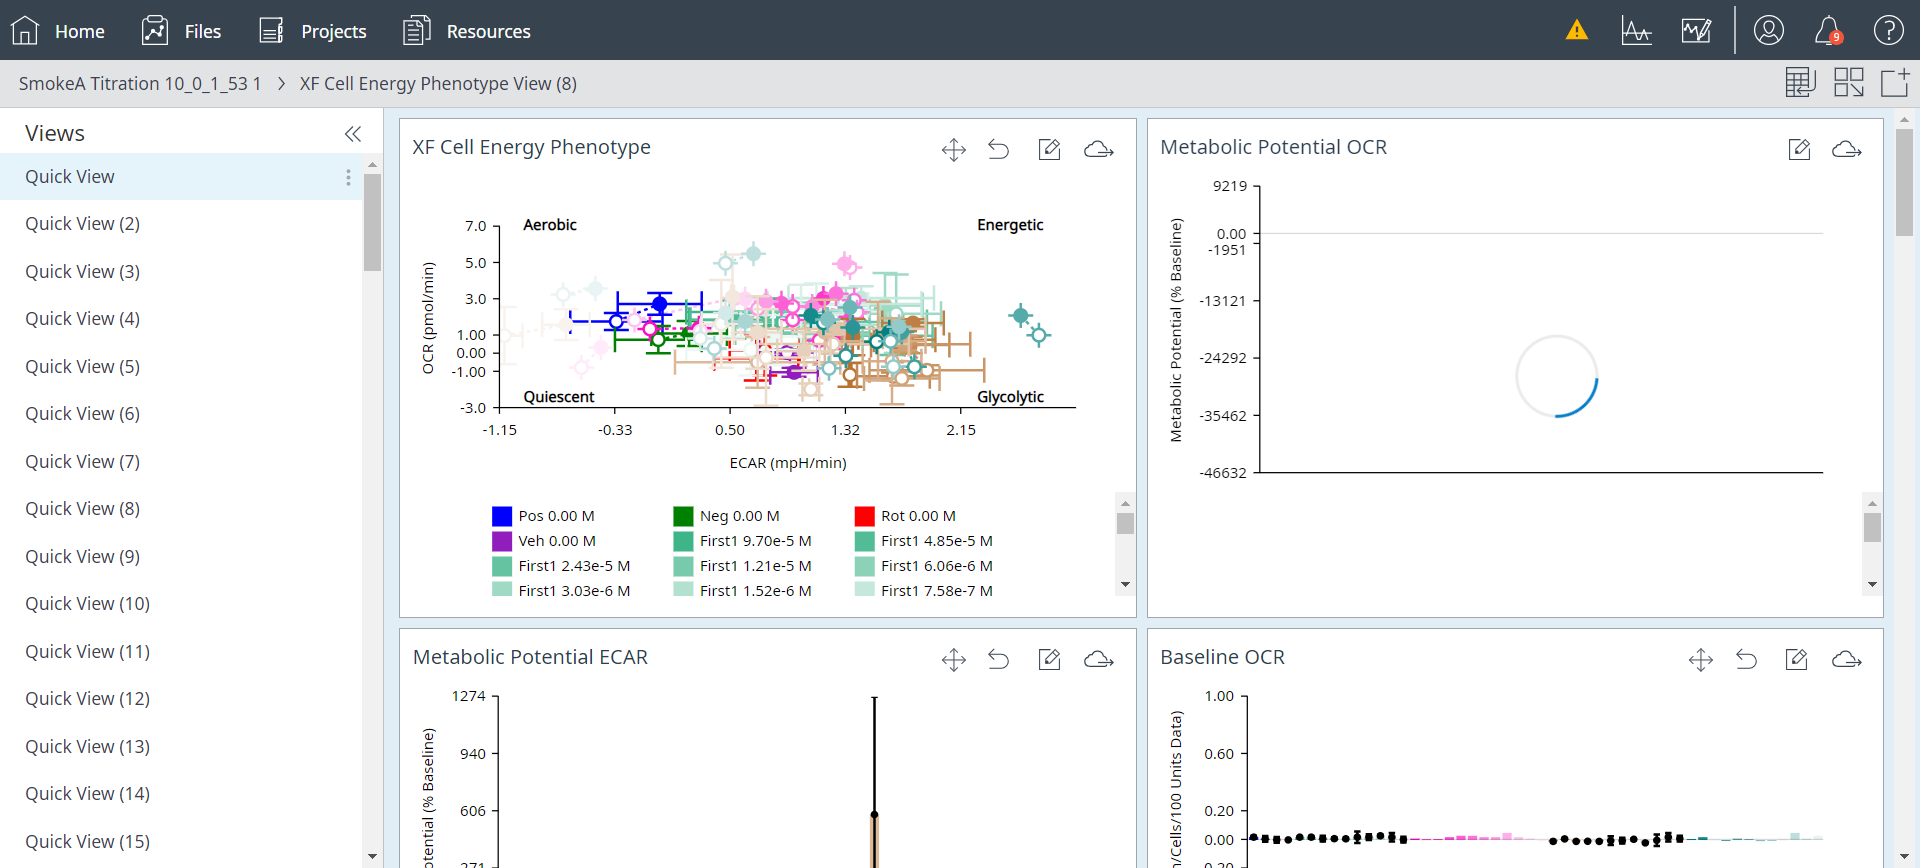 Home
Files
Projects
Resources
9
SmokeA Titration 10_0_1_53 1 > XF Cell Energy Phenotype View (8)
Views
Quick View
Quick View (2)
Quick View (3)
Quick View (4)
Quick View (5)
Quick View (6)
Quick View (7)
Quick View (8)
Quick View (9)
Quick View (10)
Quick View (11)
Quick View (12)
Quick View (13)
Quick View (14)
Quick View (15)
XF Cell Energy Phenotype
OCR (pmol/min)
7.0
5.0
3.0
1.00
0.00
-1.00
-3.0
Aerobic
Energetic
Quiescent
Glycolytic
-1.15
-0.33
0.50
1.32
2.15
ECAR (mpH/min)
Pos 0.00 M
Neg 0.00 M
Rot 0.00 M
Veh 0.00 M
First1 9.70e-5 M
First1 4.85e-5 M
First1 2.43e-5 M
First1 1.21e-5 M
First1 6.06e-6 M
First1 3.03e-6 M
First1 1.52e-6 M
First1 7.58e-7 M
Metabolic Potential OCR
Metabolic Potential (% Baseline)
9219
0.00
-1951
-13121
-24292
-35462
-46632
Metabolic Potential ECAR
otential (% Baseline)
1274
940
606
271
Baseline OCR
n/Cells/100 Units Data)
1.00
0.60
0.20
0.00
0.20